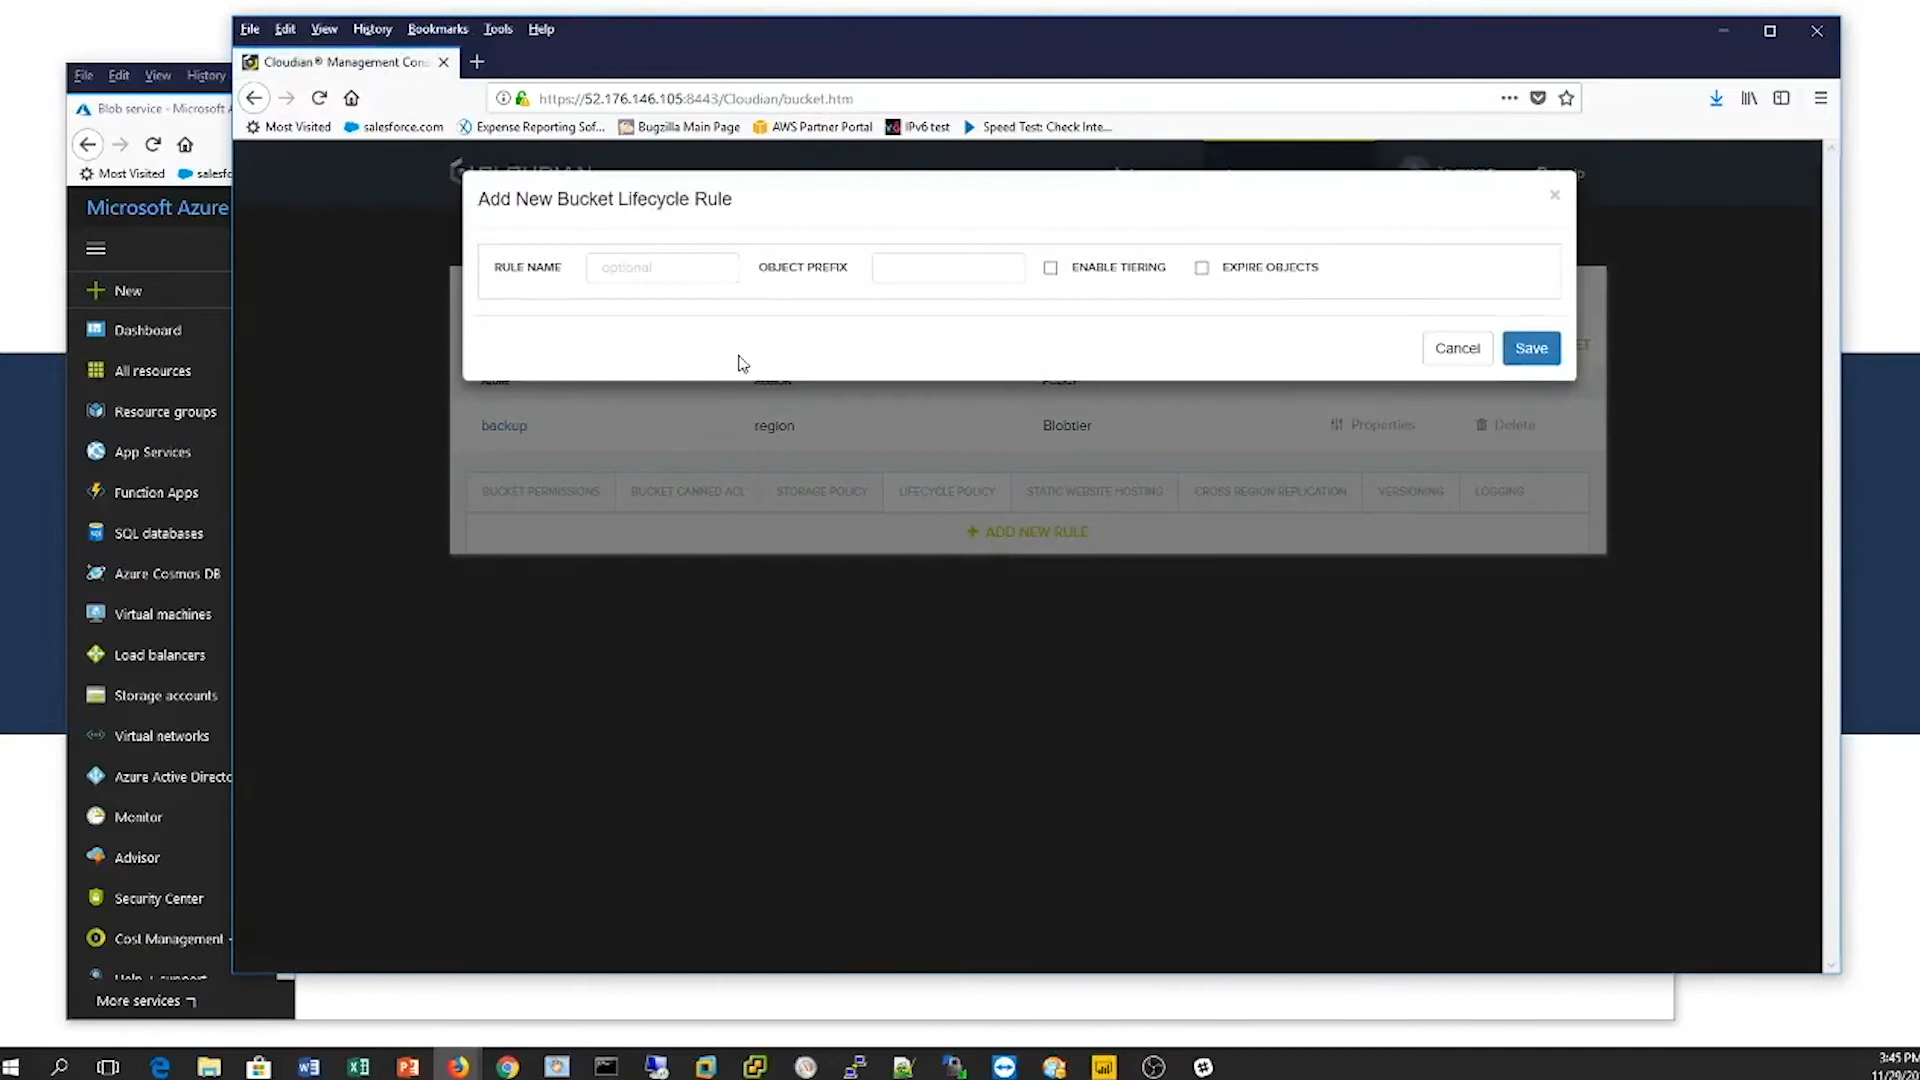 File Edit View History Bookmarks Tools Help
Cloudian® Management Con
https://52.176.146.105:8443/Cloudian/bucket.htm
Most Visited salesforce.com Expense Reporting Sof... Bugzilla Main Page AWS Partner Portal IPv6 test Speed Test: Check Inte...
File Edit View History
Blob service - Microsoft
Most Visited salesf
Microsoft Azure
New
Dashboard
All resources
Resource groups
App Services
Function Apps
SQL databases
Azure Cosmos DB
Virtual machines
Load balancers
Storage accounts
Virtual networks
Azure Active Directo
Monitor
Advisor
Security Center
Cost Management
More services
Add New Bucket Lifecycle Rule ×
RULE NAME optional OBJECT PREFIX ENABLE TIERING EXPIRE OBJECTS
Cancel Save
backup region Blobtier Properties Delete
BUCKET PERMISSIONS BUCKET CANNED ACL STORAGE POLICY LIFECYCLE POLICY STATIC WEBSITE HOSTING CROSS REGION REPLICATION VERSIONING LOGGING
+ ADD NEW RULE
3:45 PM
11/29/20